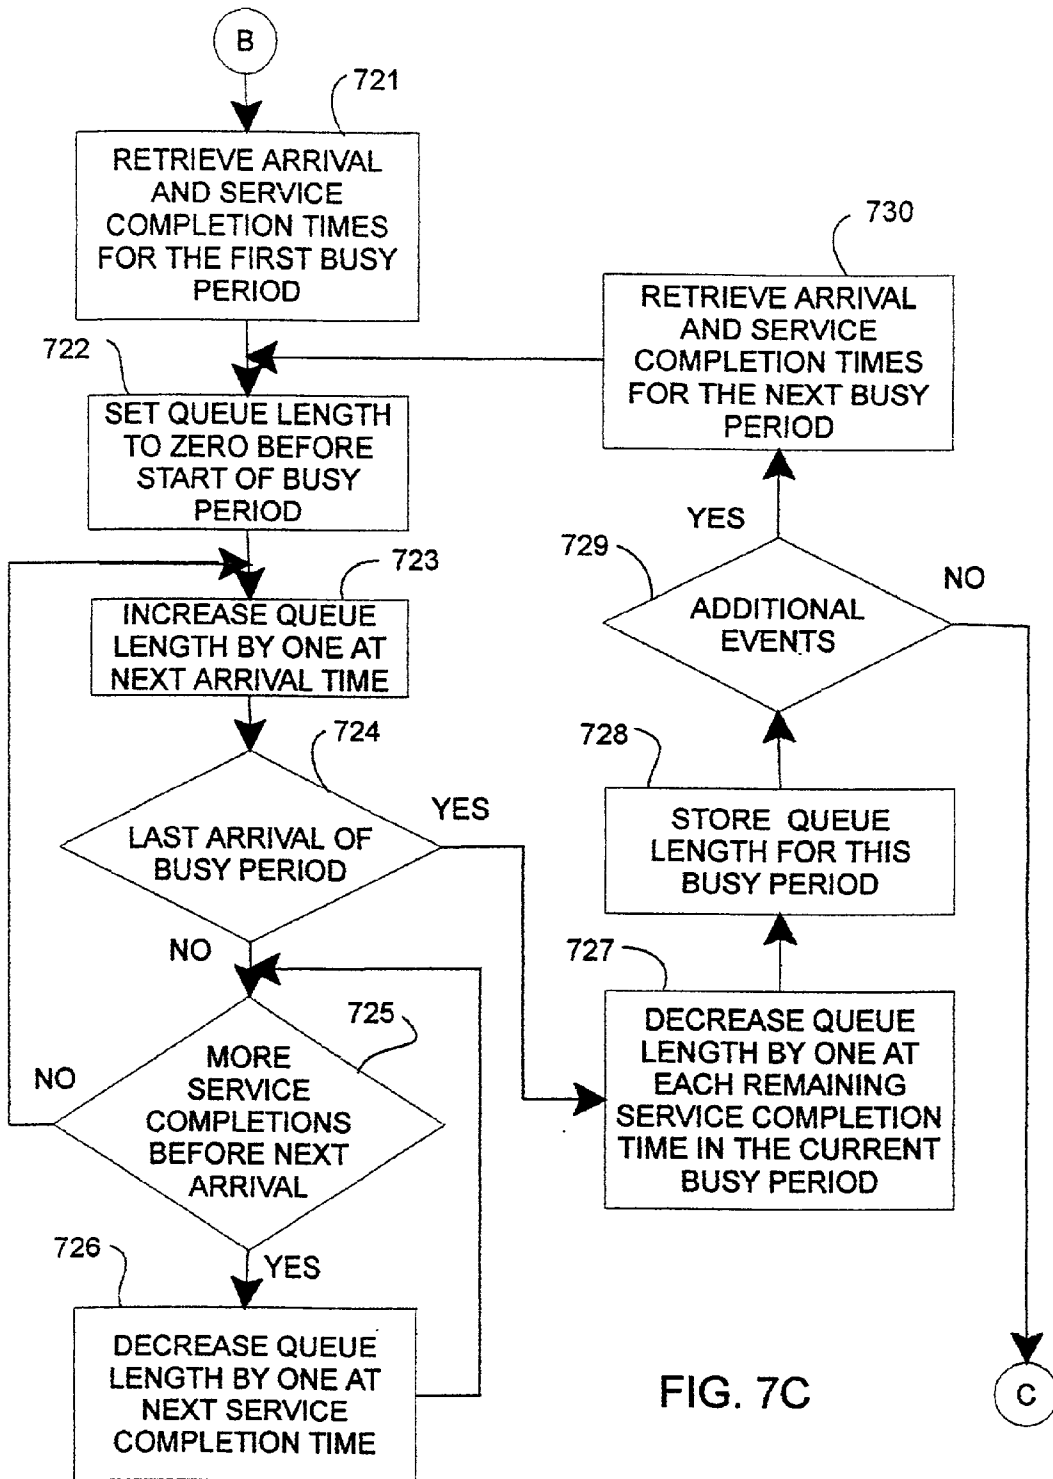 B
721
RETRIEVE ARRIVAL
AND SERVICE
COMPLETION TIMES
FOR THE FIRST BUSY
PERIOD
722
SET QUEUE LENGTH
TO ZERO BEFORE
START OF BUSY
PERIOD
723
INCREASE QUEUE
LENGTH BY ONE AT
NEXT ARRIVAL TIME
724
LAST ARRIVAL OF
BUSY PERIOD
YES
NO
725
MORE
SERVICE
COMPLETIONS
BEFORE NEXT
ARRIVAL
NO
YES
726
DECREASE QUEUE
LENGTH BY ONE AT
NEXT SERVICE
COMPLETION TIME
727
DECREASE QUEUE
LENGTH BY ONE AT
EACH REMAINING
SERVICE COMPLETION
TIME IN THE CURRENT
BUSY PERIOD
728
STORE QUEUE
LENGTH FOR THIS
BUSY PERIOD
729
ADDITIONAL
EVENTS
YES
NO
730
RETRIEVE ARRIVAL
AND SERVICE
COMPLETION TIMES
FOR THE NEXT BUSY
PERIOD
C
FIG. 7C